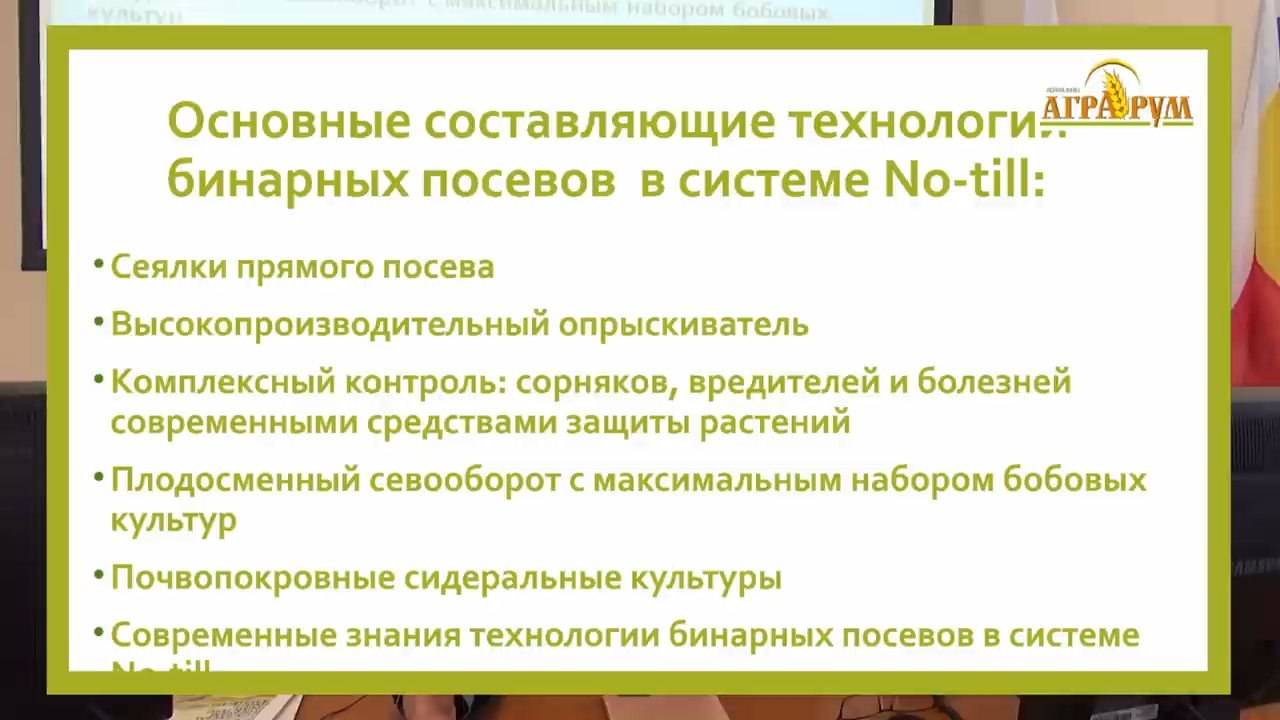 культур
с максимальным набором бобовых
АГРАРУМ
Основные составляющие технологии
бинарных посевов в системе No-till:
•Сеялки прямого посева
•Высокопроизводительный опрыскиватель
•Комплексный контроль: сорняков, вредителей и болезней
современными средствами защиты растений
•Плодосменный севооборот с максимальным набором бобовых
культур
•Почвопокровные сидеральные культуры
•Современные знания технологии бинарных посевов в системе
No-till